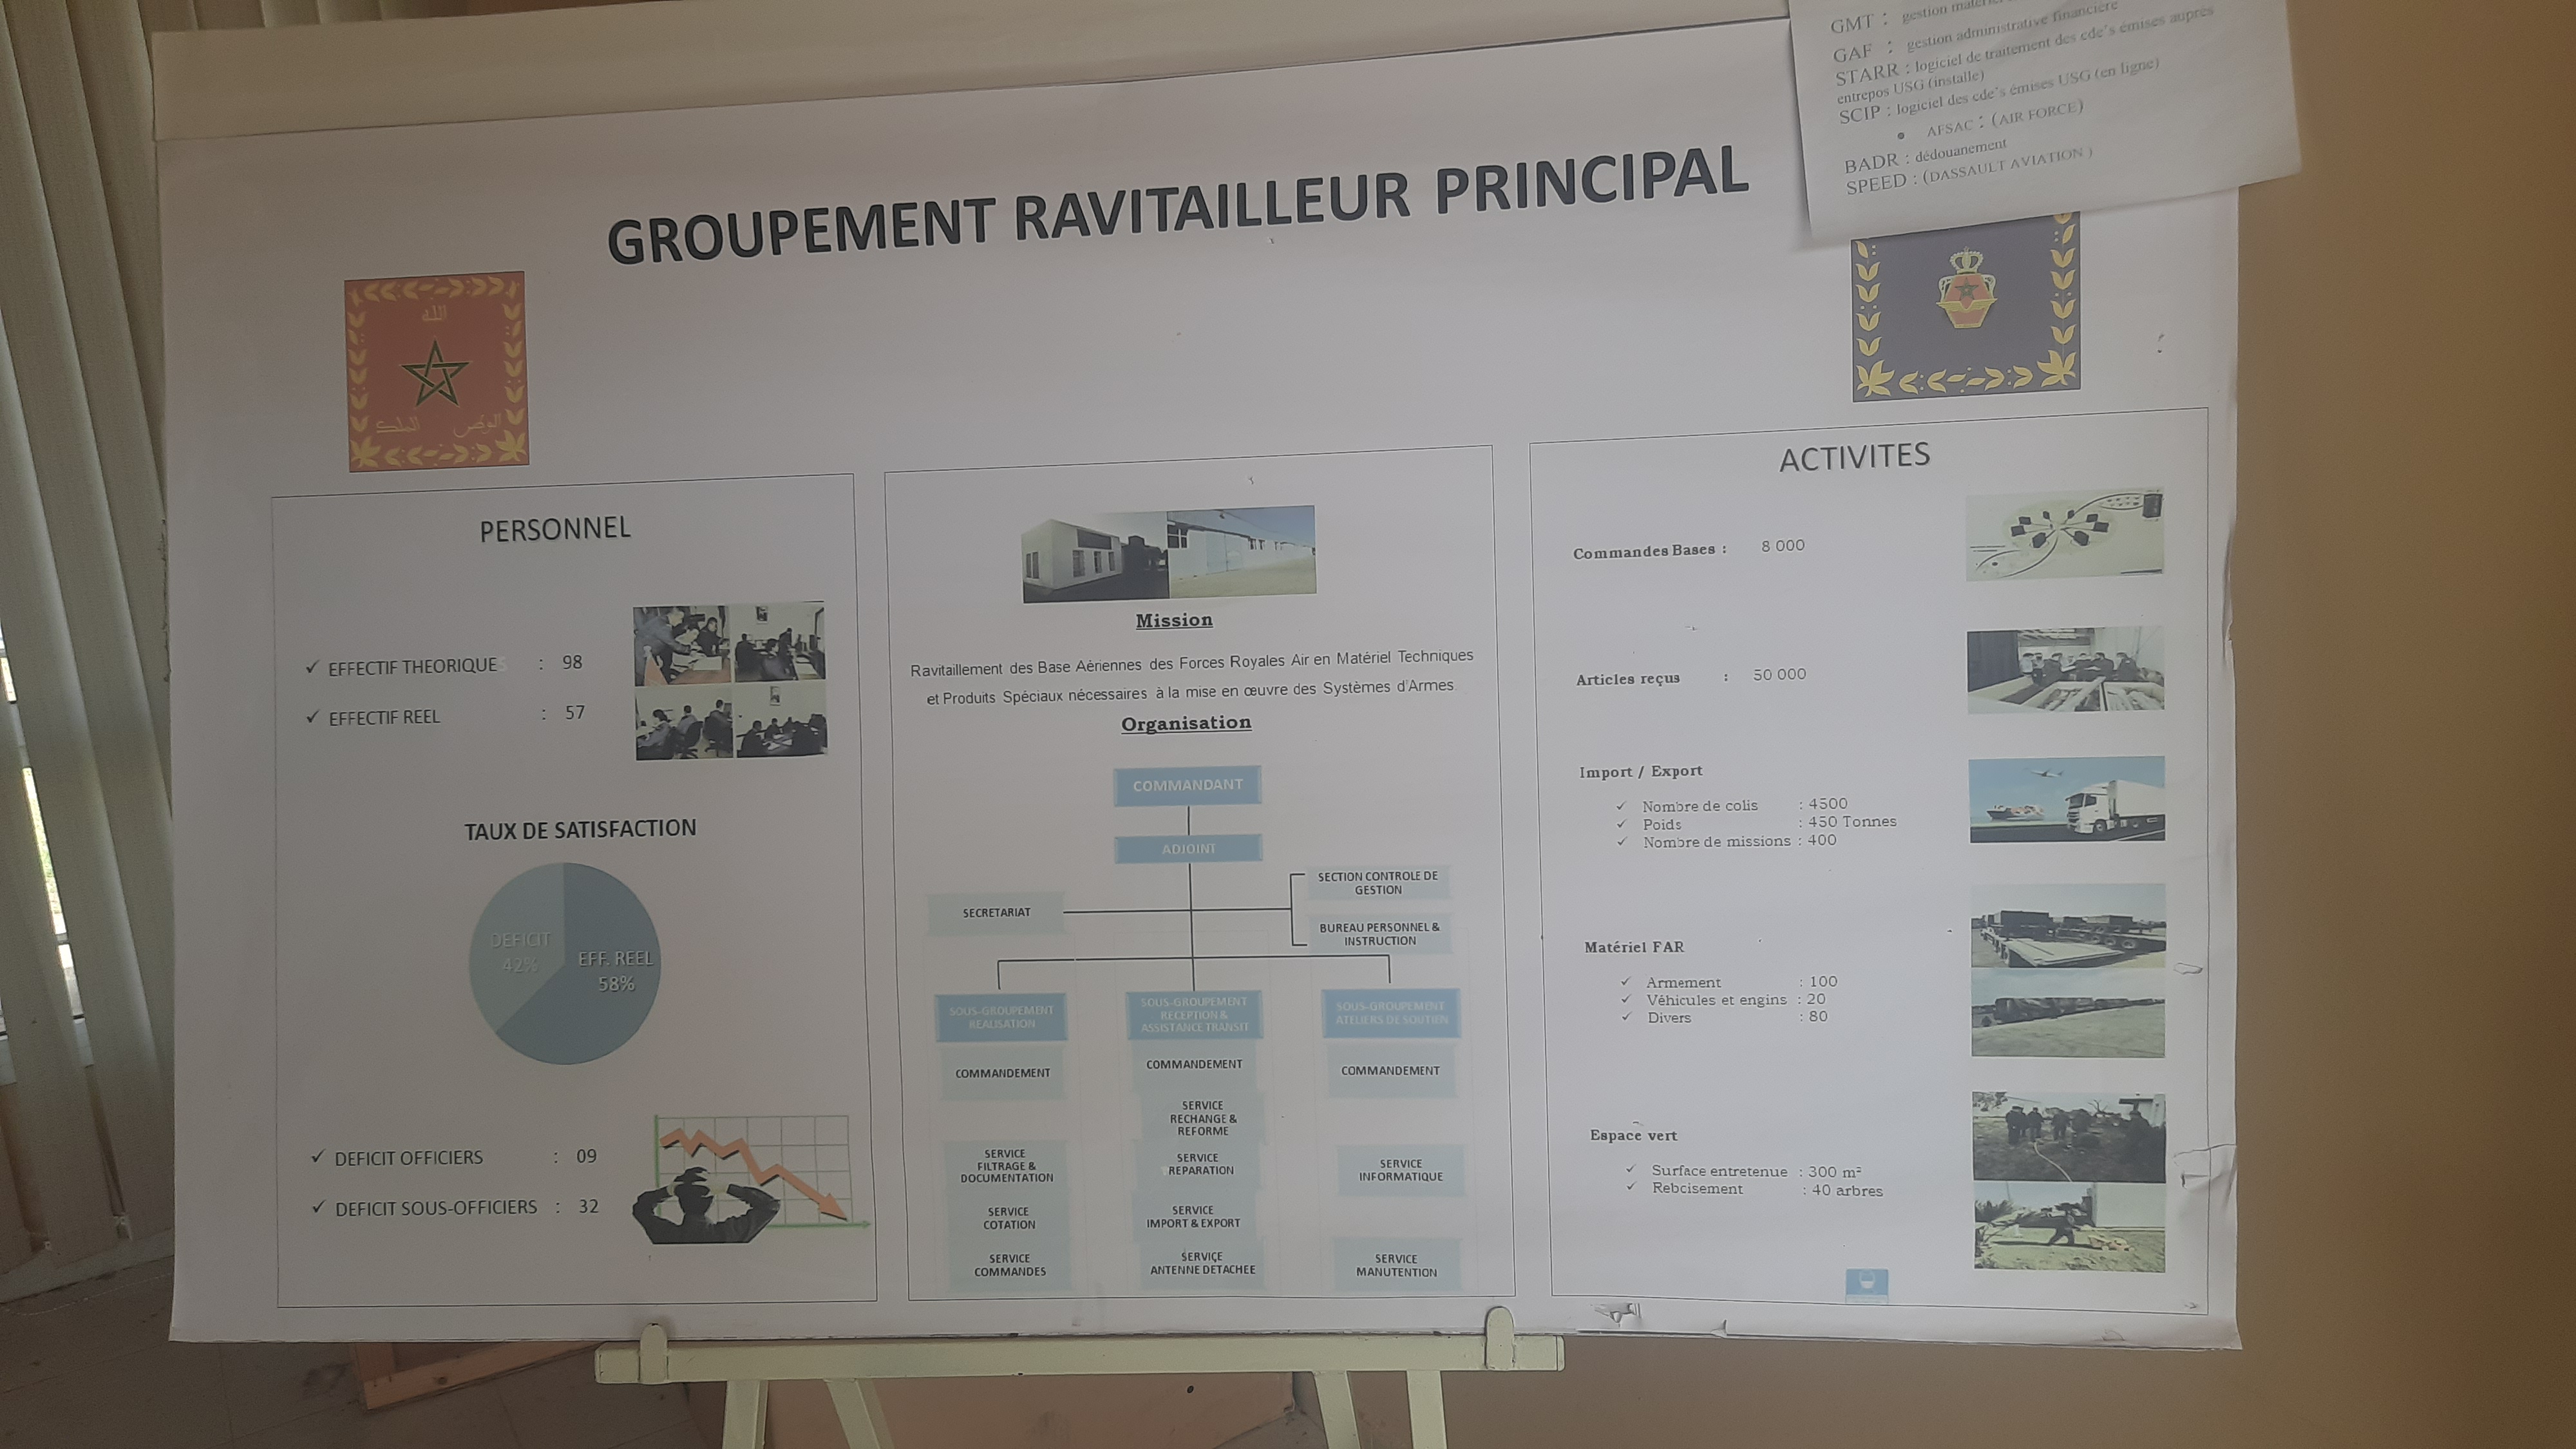 GMT : gestion
GAF : gestion administrative financière
STARR : logiciel de traitement des cde's émises auprès
entrepos USG (installe)
SCIP : logiciel des cde's émises USG (en ligne)
• AFSAC : (AIR FORCE)
BADR : dédouanement
SPEED : (DASSAULT AVIATION )
GROUPEMENT RAVITAILLEUR PRINCIPAL
الله
الوطن الملك
PERSONNEL
✓ EFFECTIF THEORIQUES : 98
✓ EFFECTIF REEL : 57
TAUX DE SATISFACTION
DEFICIT
42%
EFF. REEL
58%
✓ DEFICIT OFFICIERS : 09
✓ DEFICIT SOUS-OFFICIERS : 32
Mission
Ravitaillement des Base Aériennes des Forces Royales Air en Matériel Techniques
et Produits Spéciaux nécessaires à la mise en œuvre des Systèmes d'Armes
Organisation
COMMANDANT
ADJOINT
SECRETARIAT
SECTION CONTROLE DE
GESTION
BUREAU PERSONNEL &
INSTRUCTION
SOUS-GROUPEMENT
REALISATION
COMMANDEMENT
SERVICE
FILTRAGE &
DOCUMENTATION
SERVICE
COTATION
SERVICE
COMMANDES
SOUS-GROUPEMENT
RECEPTION &
ASSISTANCE TRANSIT
COMMANDEMENT
SERVICE
RECHANGE &
REFORME
SERVICE
REPARATION
SERVICE
IMPORT & EXPORT
SERVICE
ANTENNE DETACHEE
SOUS-GROUPEMENT
ATELIERS DE SOUTIEN
COMMANDEMENT
SERVICE
INFORMATIQUE
SERVICE
MANUTENTION
ACTIVITES
Commandes Bases : 8 000
Articles reçus : 50 000
Import / Export
✓ Nombre de colis : 4500
✓ Poids : 450 Tonnes
✓ Nombre de missions : 400
Matériel FAR
✓ Armement : 100
✓ Véhicules et engins : 20
✓ Divers : 80
Espace vert
✓ Surface entretenue : 300 m²
✓ Reboisement : 40 arbres